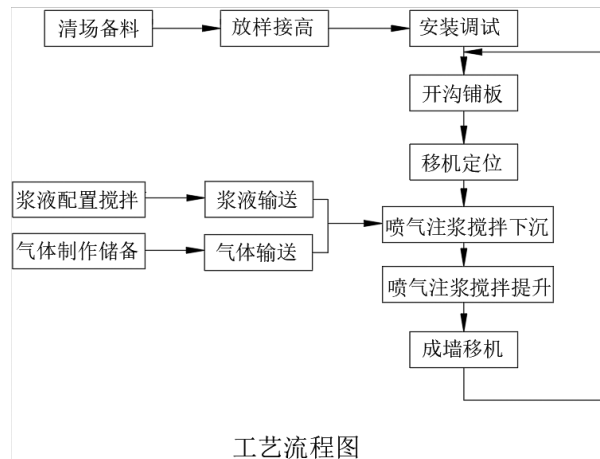 清场备料
放样接高
安装调试
开沟铺板
移机定位
浆液配置搅拌
浆液输送
喷气注浆搅拌下沉
气体制作储备
气体输送
喷气注浆搅拌提升
成墙移机
工艺流程图